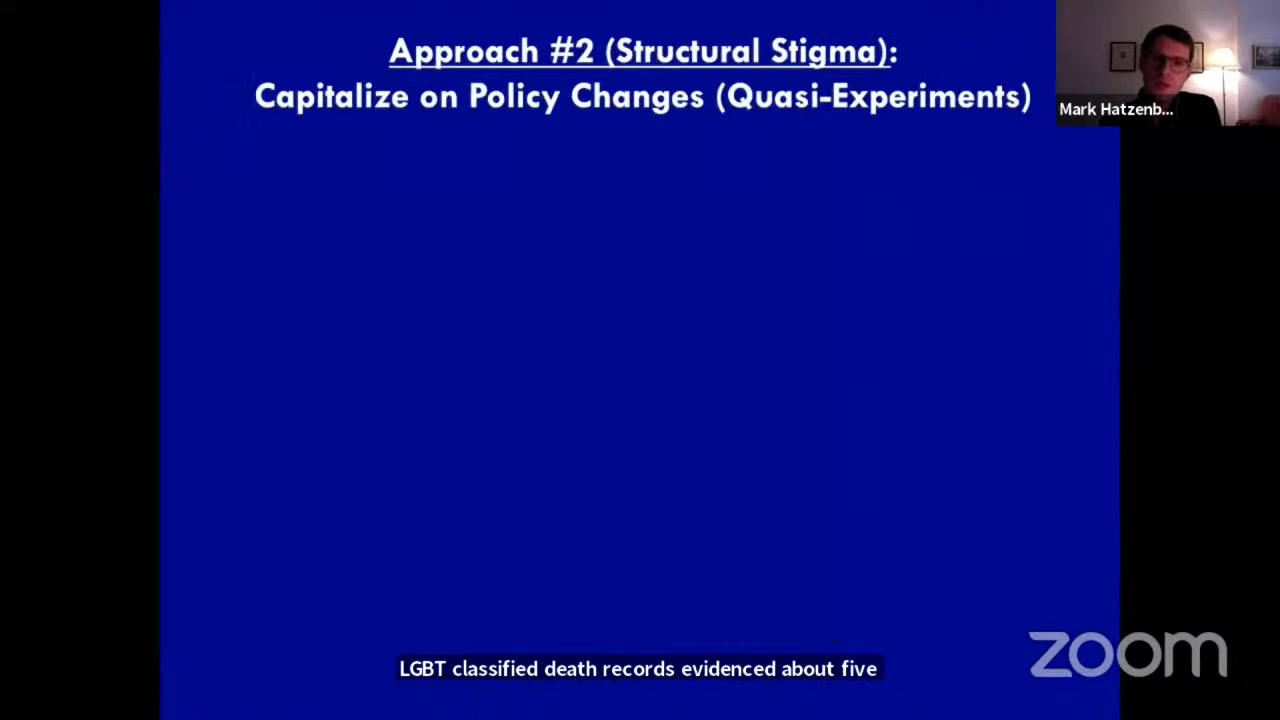 Approach #2 (Structural Stigma):
Capitalize on Policy Changes (Quasi-Experiments)
Mark Hatzenb...
LGBT classified death records evidenced about five
zoom